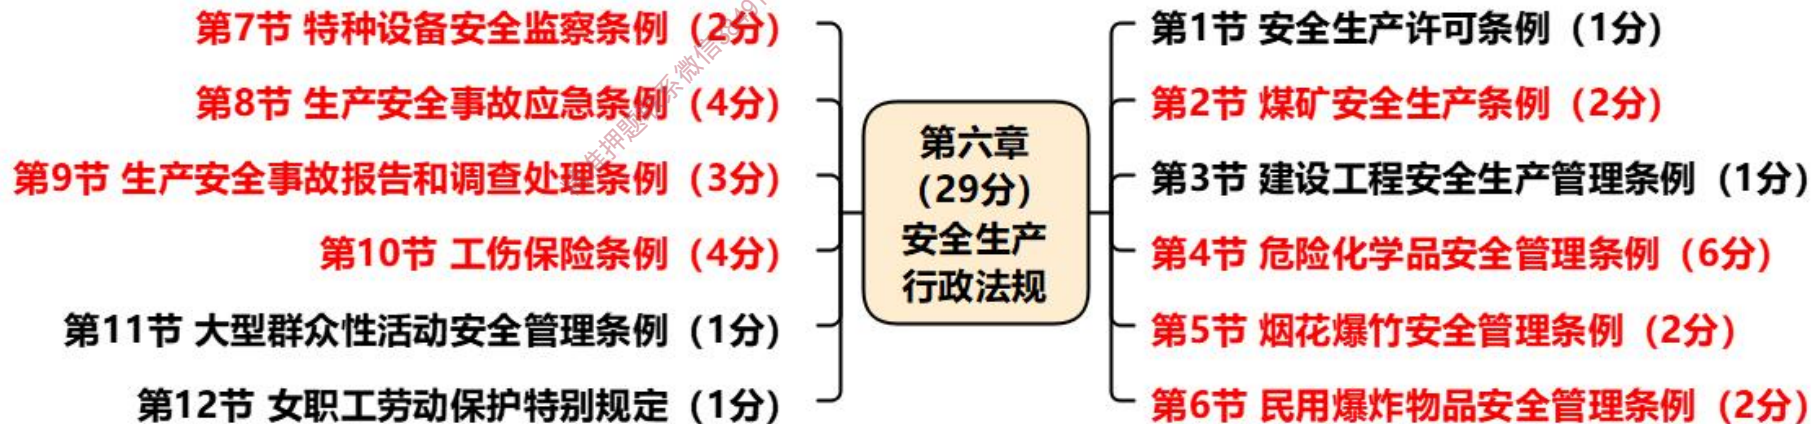 第六章
（29分）
安全生产
行政法规
第1节 安全生产许可条例（1分）
第2节 煤矿安全生产条例（2分）
第3节 建设工程安全生产管理条例（1分）
第4节 危险化学品安全管理条例（6分）
第5节 烟花爆竹安全管理条例（2分）
第6节 民用爆炸物品安全管理条例（2分）
第7节 特种设备安全监察条例（2分）
第8节 生产安全事故应急条例（4分）
第9节 生产安全事故报告和调查处理条例（3分）
第10节 工伤保险条例（4分）
第11节 大型群众性活动安全管理条例（1分）
第12节 女职工劳动保护特别规定（1分）